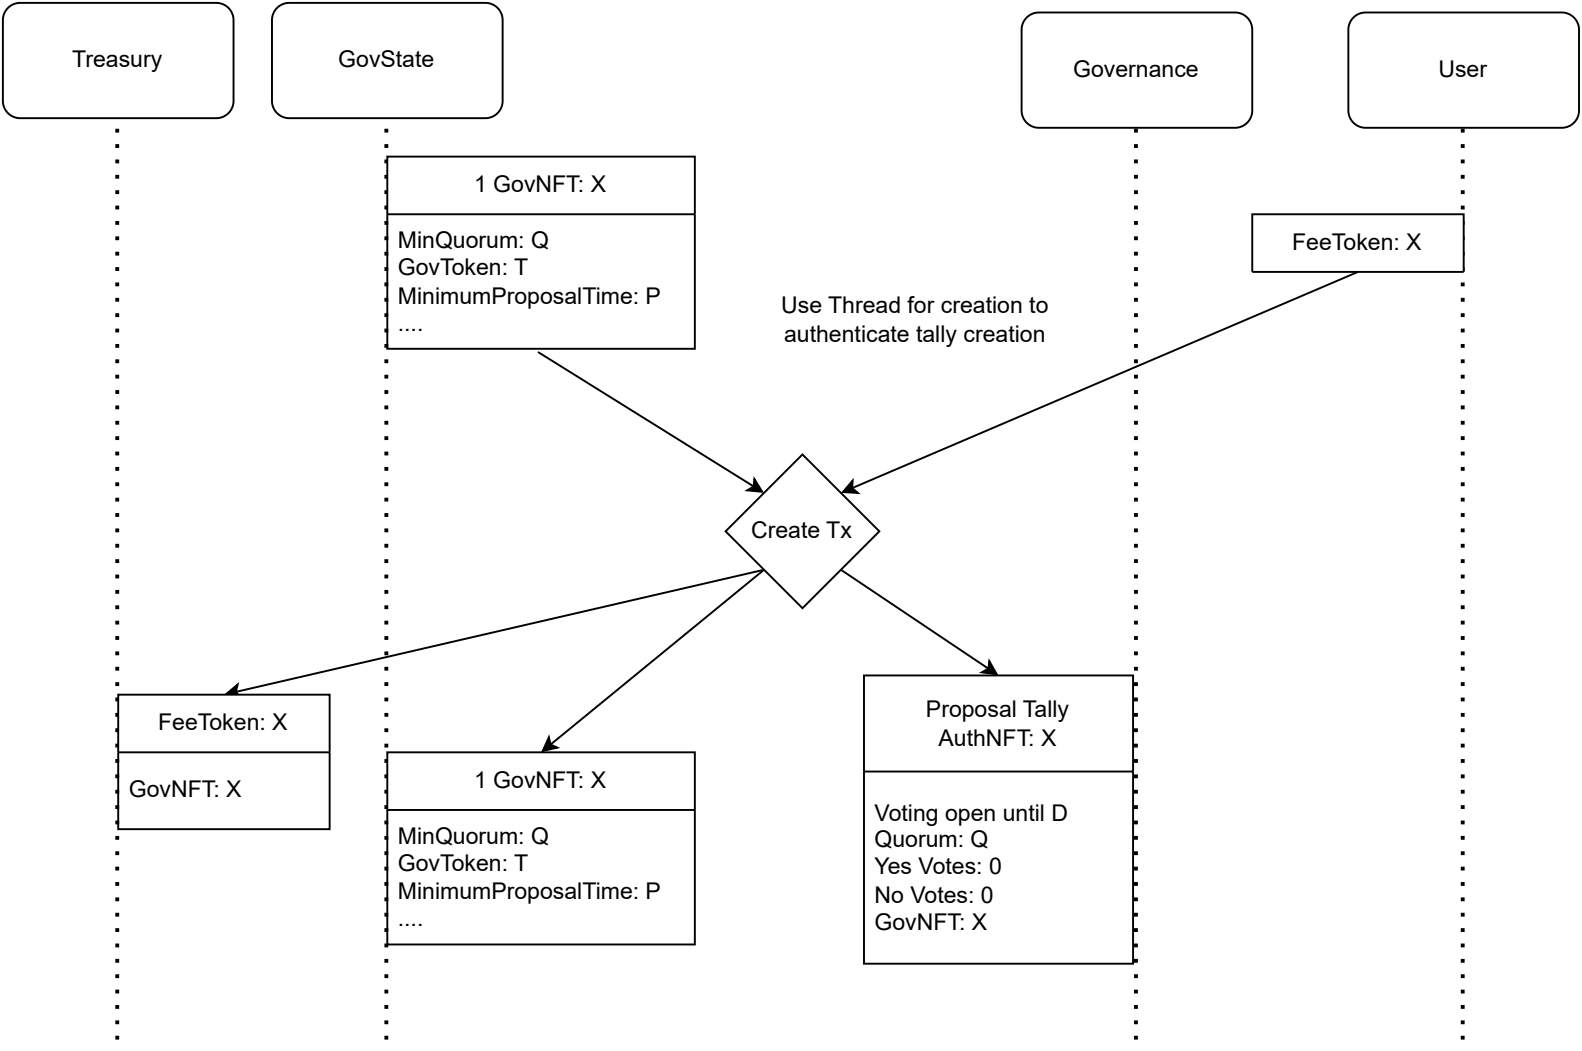 Treasury
GovState
Governance
User
1 GovNFT: X
MinQuorum: Q
GovToken: T
MinimumProposalTime: P
....
FeeToken: X
Use Thread for creation to
authenticate tally creation
Create Tx
FeeToken: X
GovNFT: X
1 GovNFT: X
MinQuorum: Q
GovToken: T
MinimumProposalTime: P
....
Proposal Tally
AuthNFT: X
Voting open until D
Quorum: Q
Yes Votes: 0
No Votes: 0
GovNFT: X